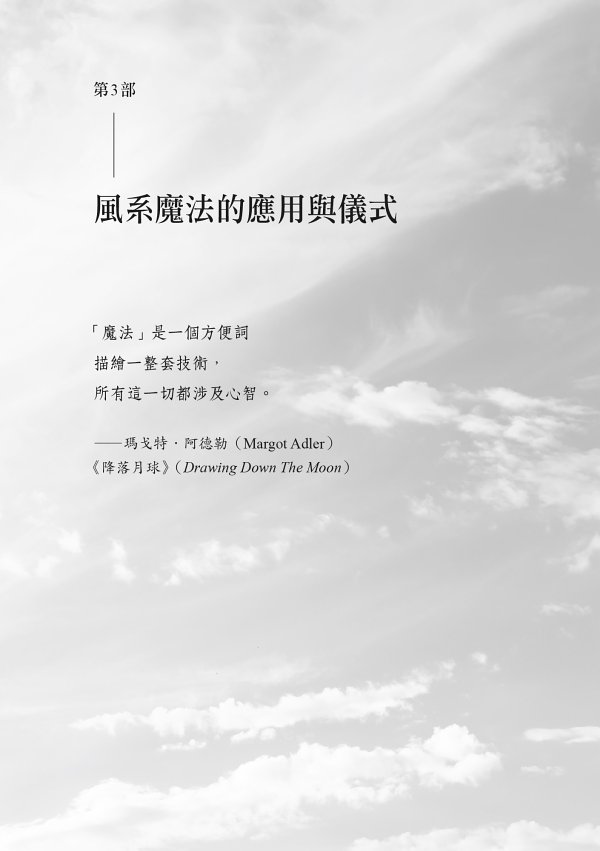 第3部
風系魔法的應用與儀式
「魔法」是一個方便詞
描繪一整套技術，
所有這一切都涉及心智。
——瑪戈特．阿德勒（Margot Adler）
《降落月球》（Drawing Down The Moon）